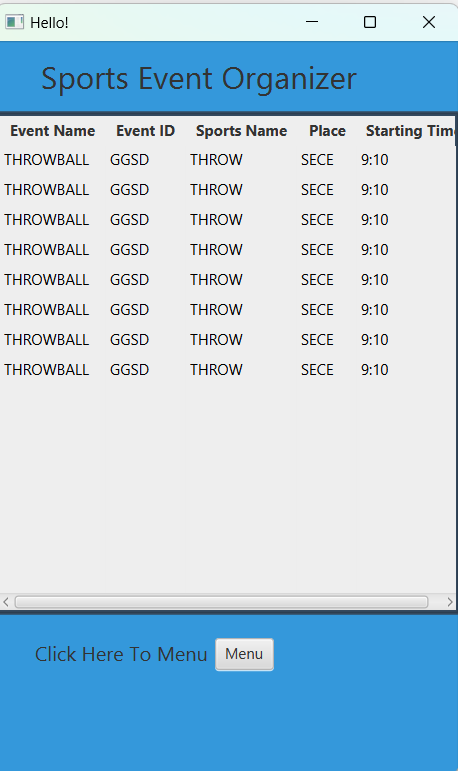 Hello!
Sports Event Organizer
Event Name Event ID Sports Name Place Starting Time
THROWBALL GGSD THROW SECE 9:10
THROWBALL GGSD THROW SECE 9:10
THROWBALL GGSD THROW SECE 9:10
THROWBALL GGSD THROW SECE 9:10
THROWBALL GGSD THROW SECE 9:10
THROWBALL GGSD THROW SECE 9:10
THROWBALL GGSD THROW SECE 9:10
THROWBALL GGSD THROW SECE 9:10
Click Here To Menu Menu